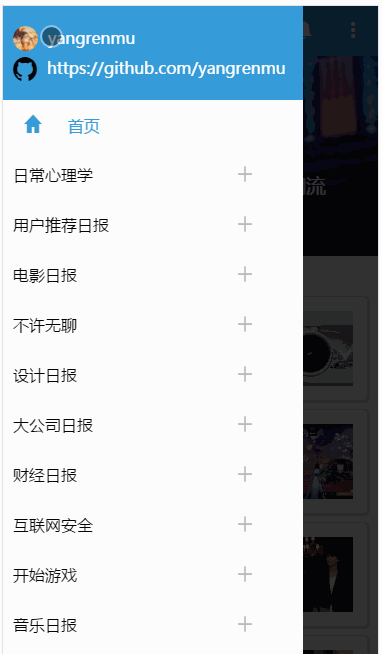 yangrenmu
https://github.com/yangrenmu
首页
日常心理学
用户推荐日报
电影日报
不许无聊
设计日报
大公司日报
财经日报
互联网安全
开始游戏
音乐日报
流